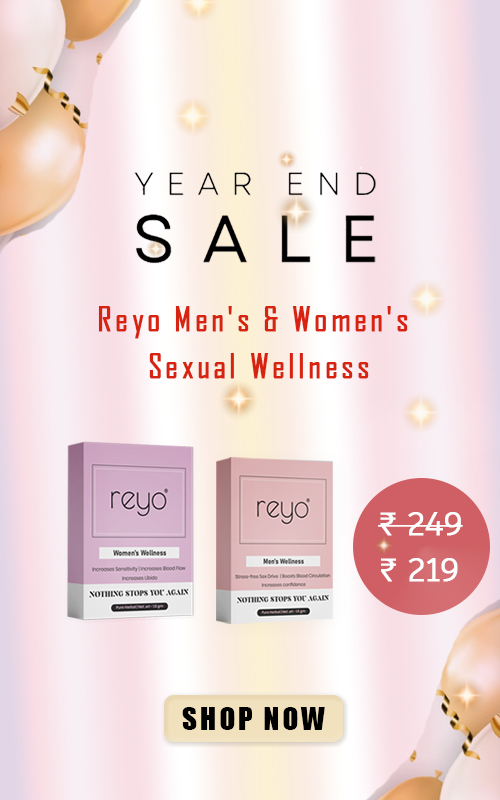 YEAR END
SALE
Reyo Men's & Women's
Sexual Wellness
reyo®
Women's Wellness
Increases Sensitivity | Increases Blood Flow
Increases Libido
NOTHING STOPS YOU AGAIN
reyo®
Men's Wellness
Stress-free Sex Drive | Boosts Blood Circulation
Increases confidence
NOTHING STOPS YOU AGAIN
₹ 249
₹ 219
SHOP NOW